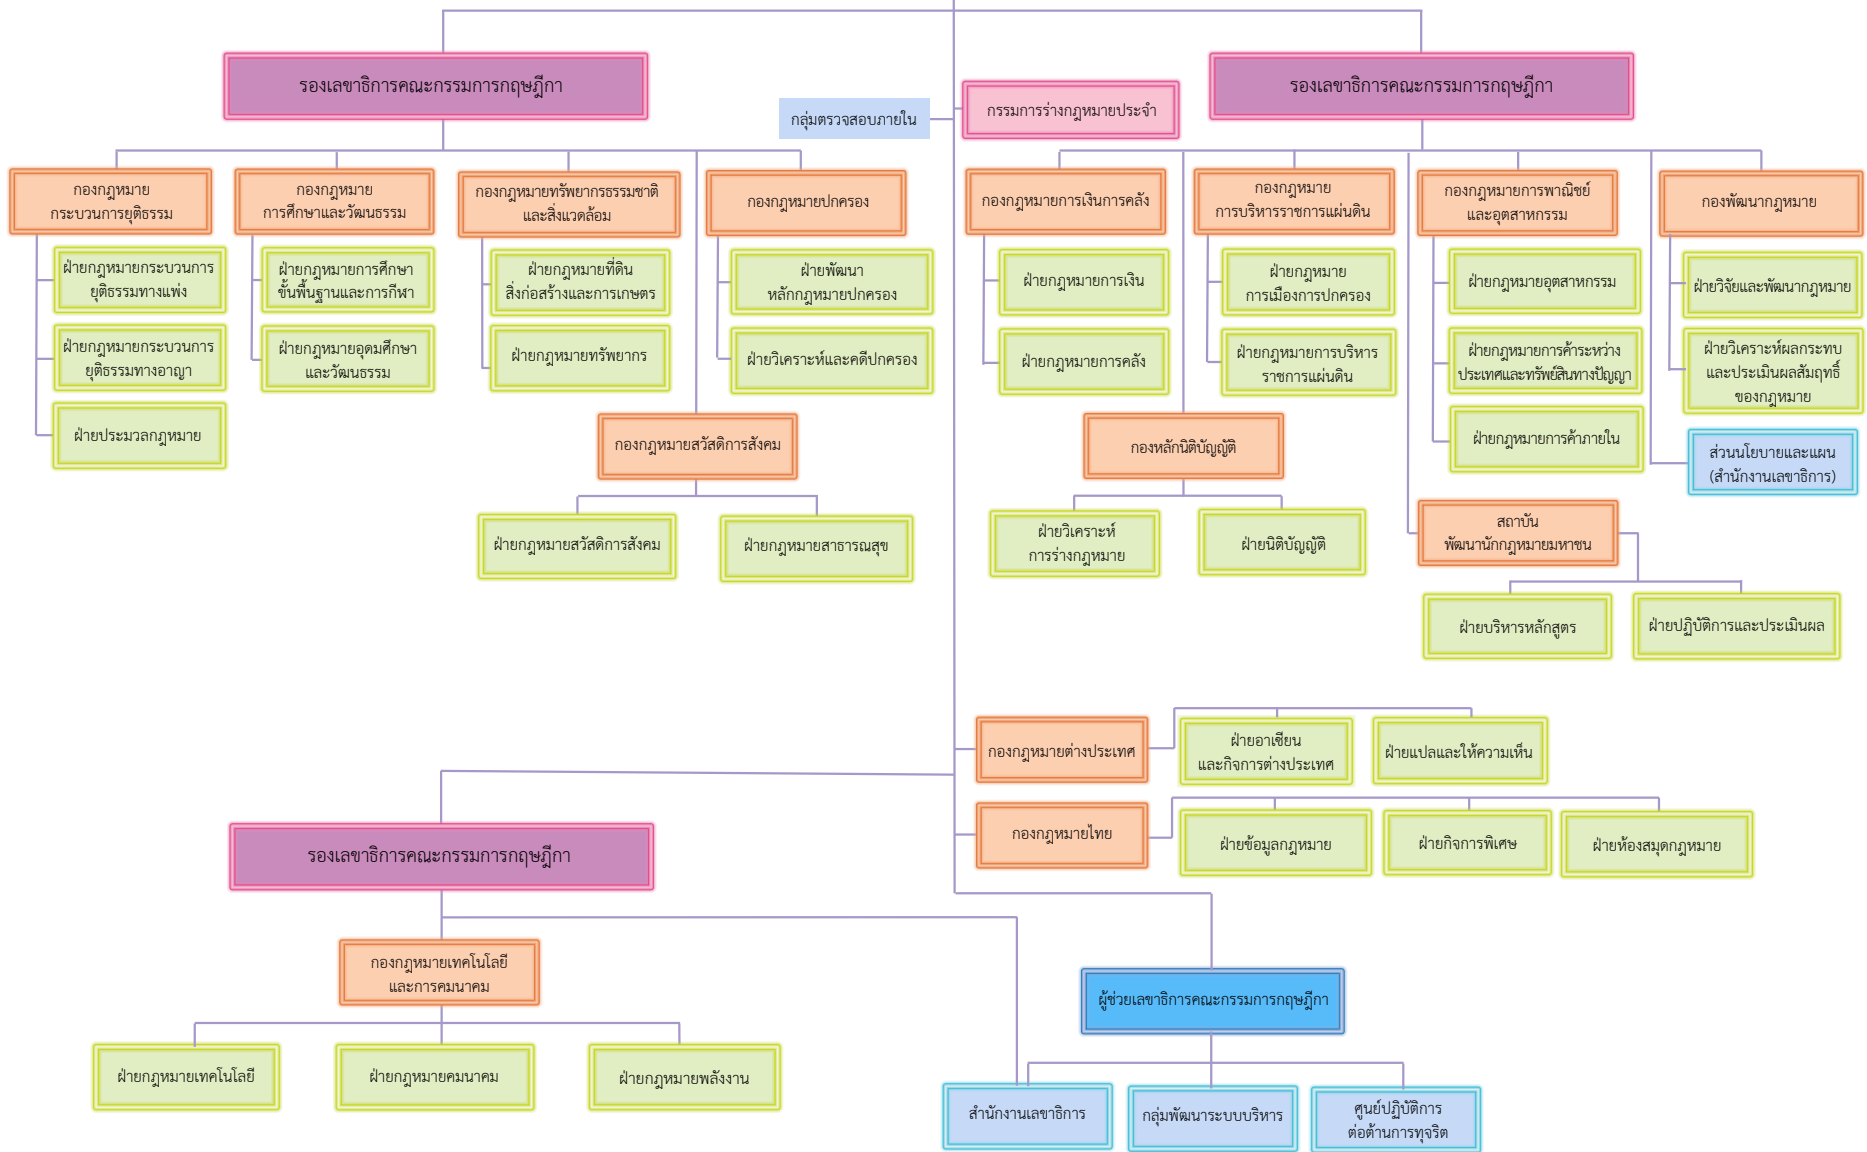 รองเลขาธิการคณะกรรมการกฤษฎีกา
รองเลขาธิการคณะกรรมการกฤษฎีกา
กลุ่มตรวจสอบภายใน
กรรมการร่างกฎหมายประจำ
กองกฎหมาย
กระบวนการยุติธรรม
กองกฎหมาย
การศึกษาและวัฒนธรรม
กองกฎหมายทรัพยากรธรรมชาติ
และสิ่งแวดล้อม
กองกฎหมายปกครอง
กองกฎหมายการเงินการคลัง
กองกฎหมาย
การบริหารราชการแผ่นดิน
กองกฎหมายการพาณิชย์
และอุตสาหกรรม
กองพัฒนากฎหมาย
ฝ่ายกฎหมายกระบวนการ
ยุติธรรมทางแพ่ง
ฝ่ายกฎหมายการศึกษา
ขั้นพื้นฐานและการกีฬา
ฝ่ายกฎหมายที่ดิน
สิ่งก่อสร้างและการเกษตร
ฝ่ายพัฒนา
หลักกฎหมายปกครอง
ฝ่ายกฎหมายการเงิน
ฝ่ายกฎหมาย
การเมืองการปกครอง
ฝ่ายกฎหมายอุตสาหกรรม
ฝ่ายวิจัยและพัฒนากฎหมาย
ฝ่ายกฎหมายกระบวนการ
ยุติธรรมทางอาญา
ฝ่ายกฎหมายอุดมศึกษา
และวัฒนธรรม
ฝ่ายกฎหมายทรัพยากร
ฝ่ายวิเคราะห์และคดีปกครอง
ฝ่ายกฎหมายการคลัง
ฝ่ายกฎหมายการบริหาร
ราชการแผ่นดิน
ฝ่ายกฎหมายการค้าระหว่าง
ประเทศและทรัพย์สินทางปัญญา
ฝ่ายวิเคราะห์ผลกระทบ
และประเมินผลสัมฤทธิ์
ของกฎหมาย
ฝ่ายประมวลกฎหมาย
กองกฎหมายสวัสดิการสังคม
กองหลักนิติบัญญัติ
ฝ่ายกฎหมายการค้าภายใน
ส่วนนโยบายและแผน
(สำนักงานเลขาธิการ)
ฝ่ายกฎหมายสวัสดิการสังคม
ฝ่ายกฎหมายสาธารณสุข
ฝ่ายวิเคราะห์
การร่างกฎหมาย
ฝ่ายนิติบัญญัติ
สถาบัน
พัฒนานักกฎหมายมหาชน
ฝ่ายบริหารหลักสูตร
ฝ่ายปฏิบัติการและประเมินผล
กองกฎหมายต่างประเทศ
ฝ่ายอาเซียน
และกิจการต่างประเทศ
ฝ่ายแปลและให้ความเห็น
กองกฎหมายไทย
ฝ่ายข้อมูลกฎหมาย
ฝ่ายกิจการพิเศษ
ฝ่ายห้องสมุดกฎหมาย
รองเลขาธิการคณะกรรมการกฤษฎีกา
กองกฎหมายเทคโนโลยี
และการคมนาคม
ผู้ช่วยเลขาธิการคณะกรรมการกฤษฎีกา
ฝ่ายกฎหมายเทคโนโลยี
ฝ่ายกฎหมายคมนาคม
ฝ่ายกฎหมายพลังงาน
สำนักงานเลขาธิการ
กลุ่มพัฒนาระบบบริหาร
ศูนย์ปฏิบัติการ
ต่อต้านการทุจริต